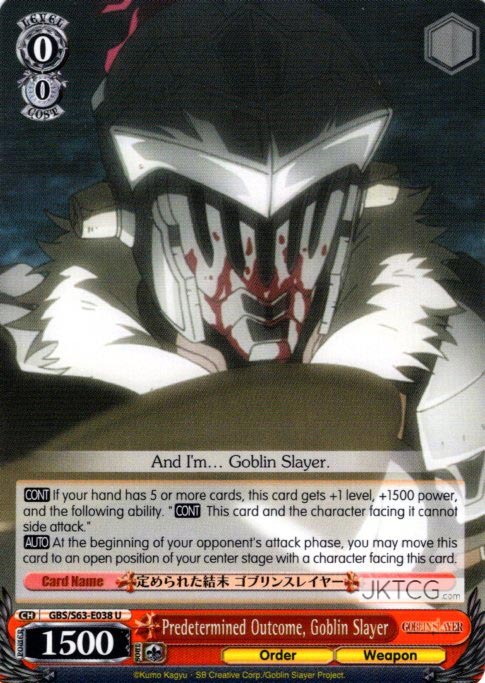 LEVEL
0
0
COST
And I'm... Goblin Slayer.
CONT If your hand has 5 or more cards, this card gets +1 level, +1500 power,
and the following ability. "CONT This card and the character facing it cannot
side attack."
AUTO At the beginning of your opponent's attack phase, you may move this
card to an open position of your center stage with a character facing this card.
Card Name 定められた結末 ゴブリンスレイヤー
JKTCG.com
CH GBS/S63-E038 U
POWER 1500 SOUL Predetermined Outcome, Goblin Slayer GOBLIN SLAYER
Order Weapon
©Kumo Kagyu・SB Creative Corp./Goblin Slayer Project.